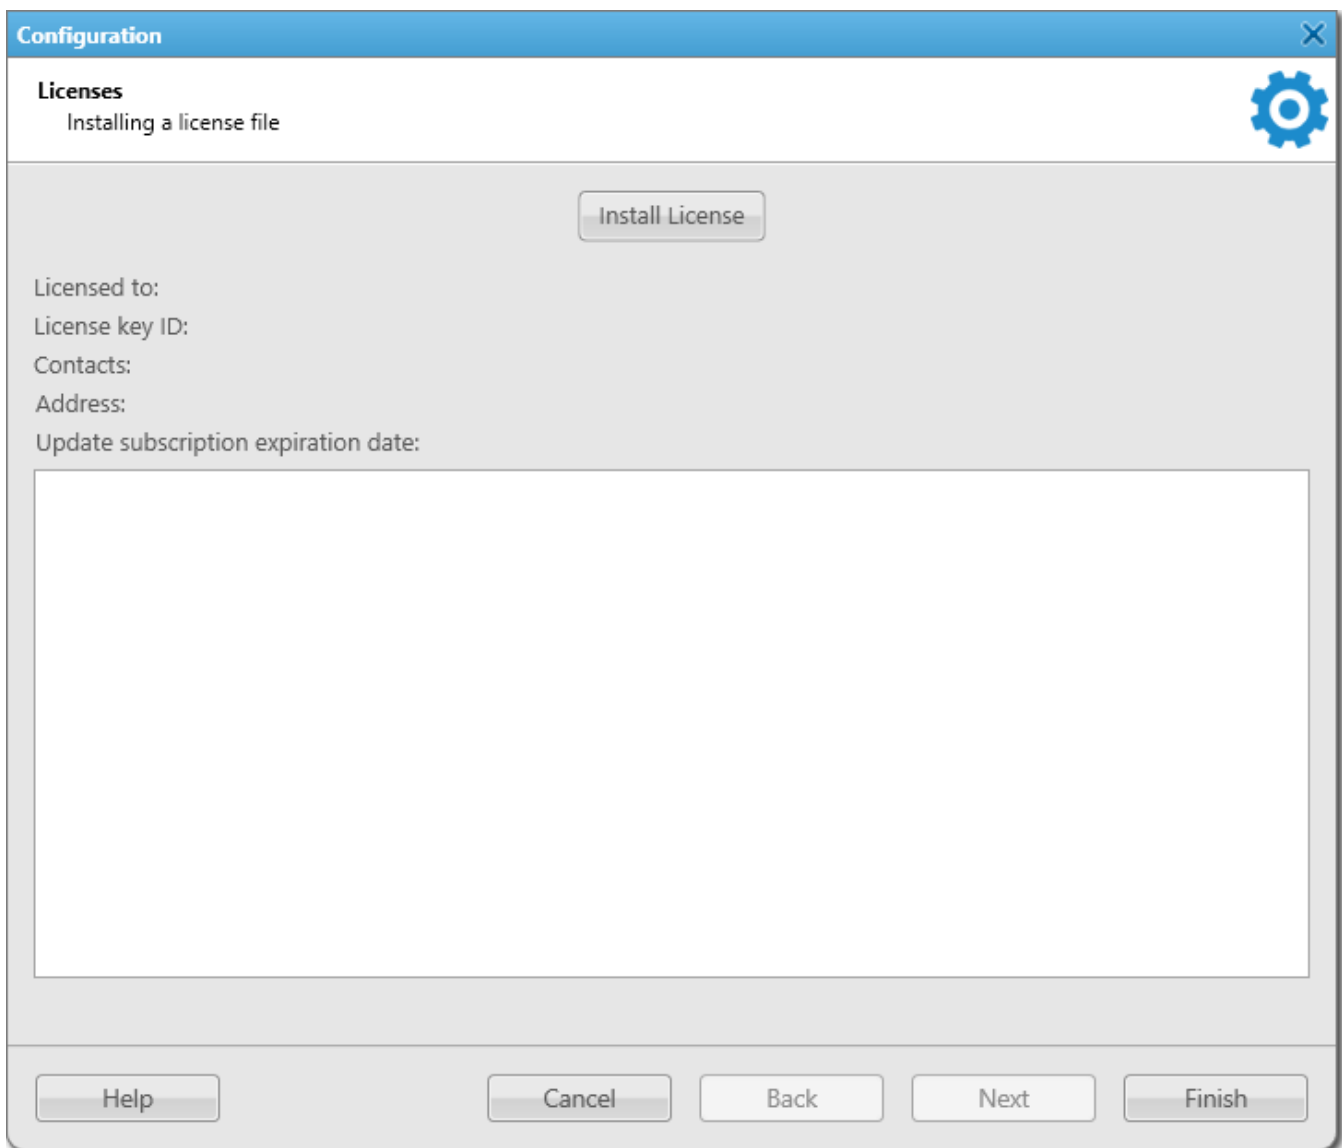 Configuration
Licenses
Installing a license file
Install License
Licensed to:
License key ID:
Contacts:
Address:
Update subscription expiration date:
Help Cancel Back Next Finish